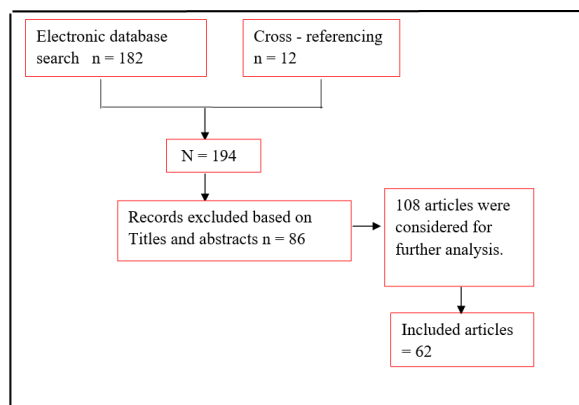 Electronic database
search n = 182
Cross - referencing
n = 12
N = 194
Records excluded based on
Titles and abstracts n = 86
108 articles were
considered for
further analysis.
Included articles
= 62